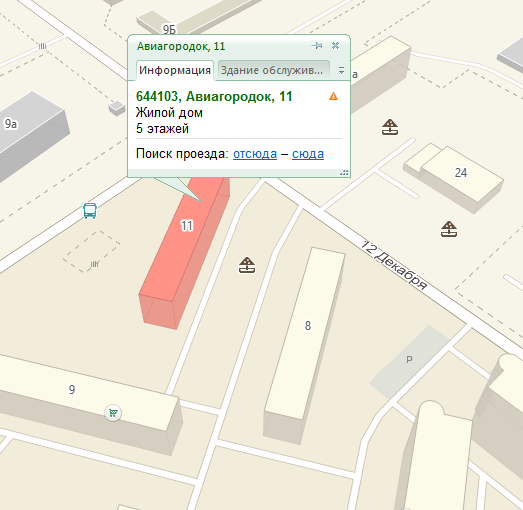 9Б
Авиагородок, 11
Информация
Здание обслужив...
644103, Авиагородок, 11
Жилой дом
5 этажей
Поиск проезда: отсюда – сюда
а
9а
24
11
12 Декабря
8
P
9